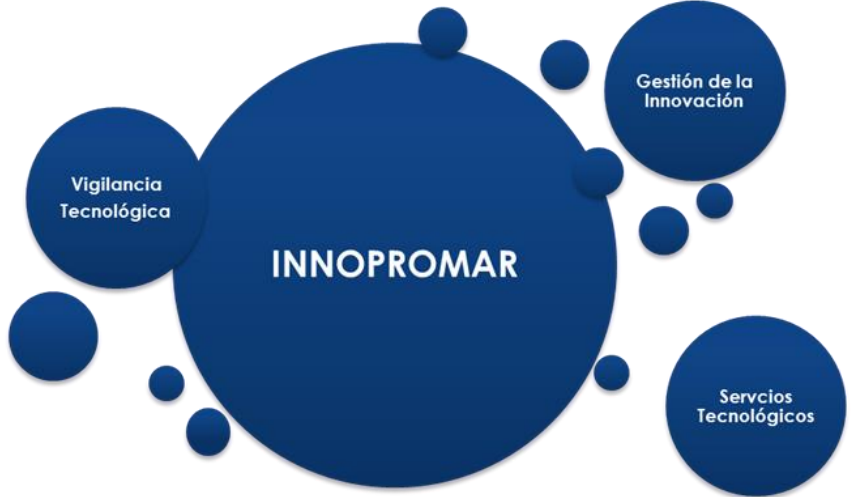 Gestión de la
Innovación
Vigilancia
Tecnológica
INNOPROMAR
Servcios
Tecnológicos